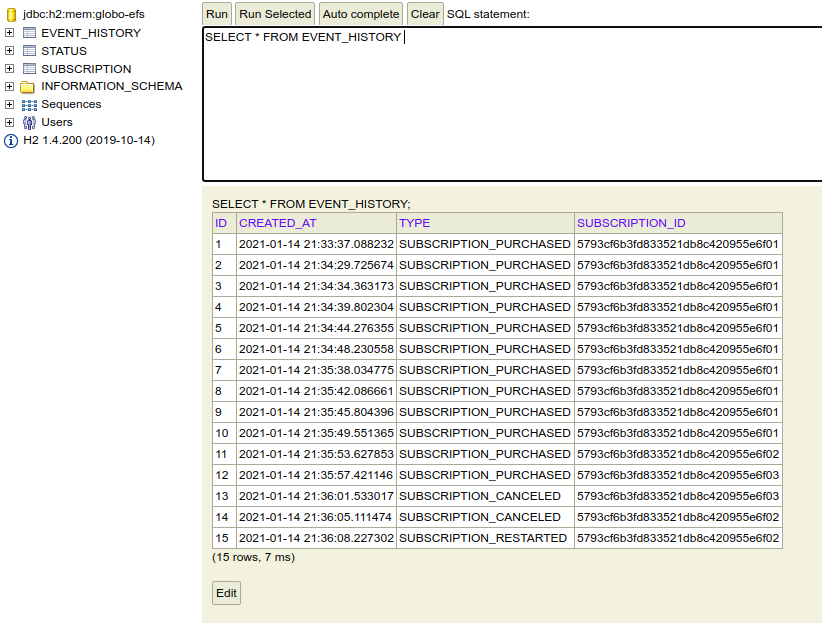 jdbc:h2:mem:globo-efs
EVENT_HISTORY
STATUS
SUBSCRIPTION
INFORMATION_SCHEMA
Sequences
Users
H2 1.4.200 (2019-10-14)
Run Run Selected Auto complete Clear SQL statement:
SELECT * FROM EVENT_HISTORY
SELECT * FROM EVENT_HISTORY;
ID CREATED_AT TYPE SUBSCRIPTION_ID
1 2021-01-14 21:33:37.088232 SUBSCRIPTION_PURCHASED 5793cf6b3fd833521db8c420955e6f01
2 2021-01-14 21:34:29.725674 SUBSCRIPTION_PURCHASED 5793cf6b3fd833521db8c420955e6f01
3 2021-01-14 21:34:34.363173 SUBSCRIPTION_PURCHASED 5793cf6b3fd833521db8c420955e6f01
4 2021-01-14 21:34:39.802304 SUBSCRIPTION_PURCHASED 5793cf6b3fd833521db8c420955e6f01
5 2021-01-14 21:34:44.276355 SUBSCRIPTION_PURCHASED 5793cf6b3fd833521db8c420955e6f01
6 2021-01-14 21:34:48.230558 SUBSCRIPTION_PURCHASED 5793cf6b3fd833521db8c420955e6f01
7 2021-01-14 21:35:38.034775 SUBSCRIPTION_PURCHASED 5793cf6b3fd833521db8c420955e6f01
8 2021-01-14 21:35:42.086661 SUBSCRIPTION_PURCHASED 5793cf6b3fd833521db8c420955e6f01
9 2021-01-14 21:35:45.804396 SUBSCRIPTION_PURCHASED 5793cf6b3fd833521db8c420955e6f01
10 2021-01-14 21:35:49.551365 SUBSCRIPTION_PURCHASED 5793cf6b3fd833521db8c420955e6f01
11 2021-01-14 21:35:53.627853 SUBSCRIPTION_PURCHASED 5793cf6b3fd833521db8c420955e6f02
12 2021-01-14 21:35:57.421146 SUBSCRIPTION_PURCHASED 5793cf6b3fd833521db8c420955e6f03
13 2021-01-14 21:36:01.533017 SUBSCRIPTION_CANCELED 5793cf6b3fd833521db8c420955e6f03
14 2021-01-14 21:36:05.111474 SUBSCRIPTION_CANCELED 5793cf6b3fd833521db8c420955e6f02
15 2021-01-14 21:36:08.227302 SUBSCRIPTION_RESTARTED 5793cf6b3fd833521db8c420955e6f02
(15 rows, 7 ms)
Edit